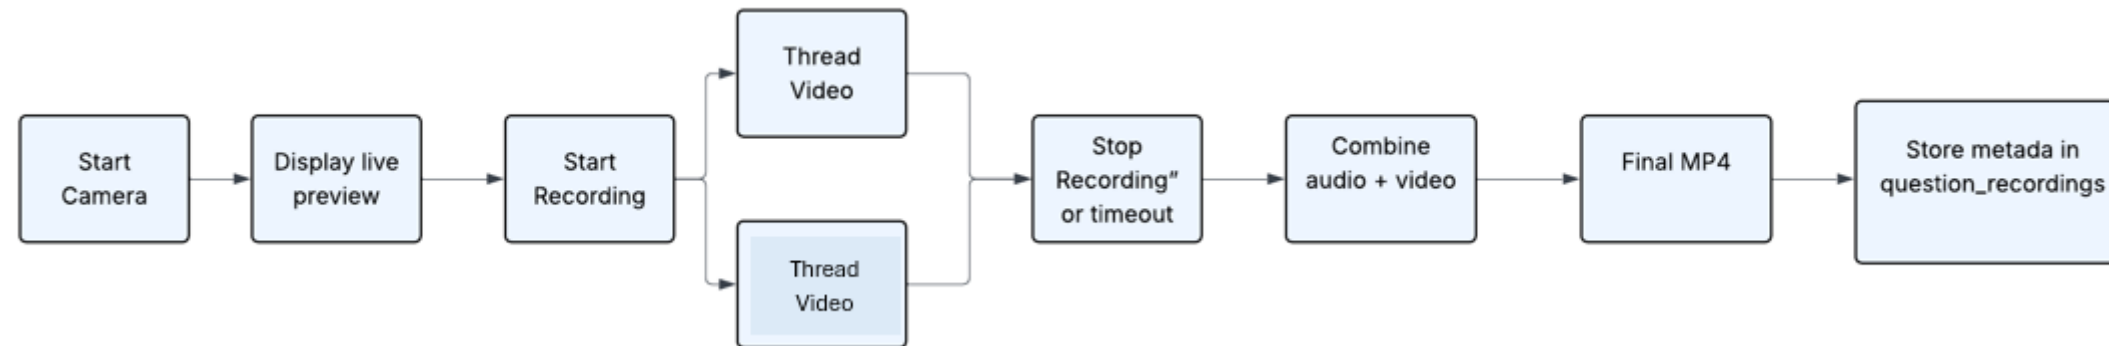 Start
Camera
Display live
preview
Start
Recording
Thread
Video
Thread
Video
Stop
Recording”
or timeout
Combine
audio + video
Final MP4
Store metada in
question_recordings